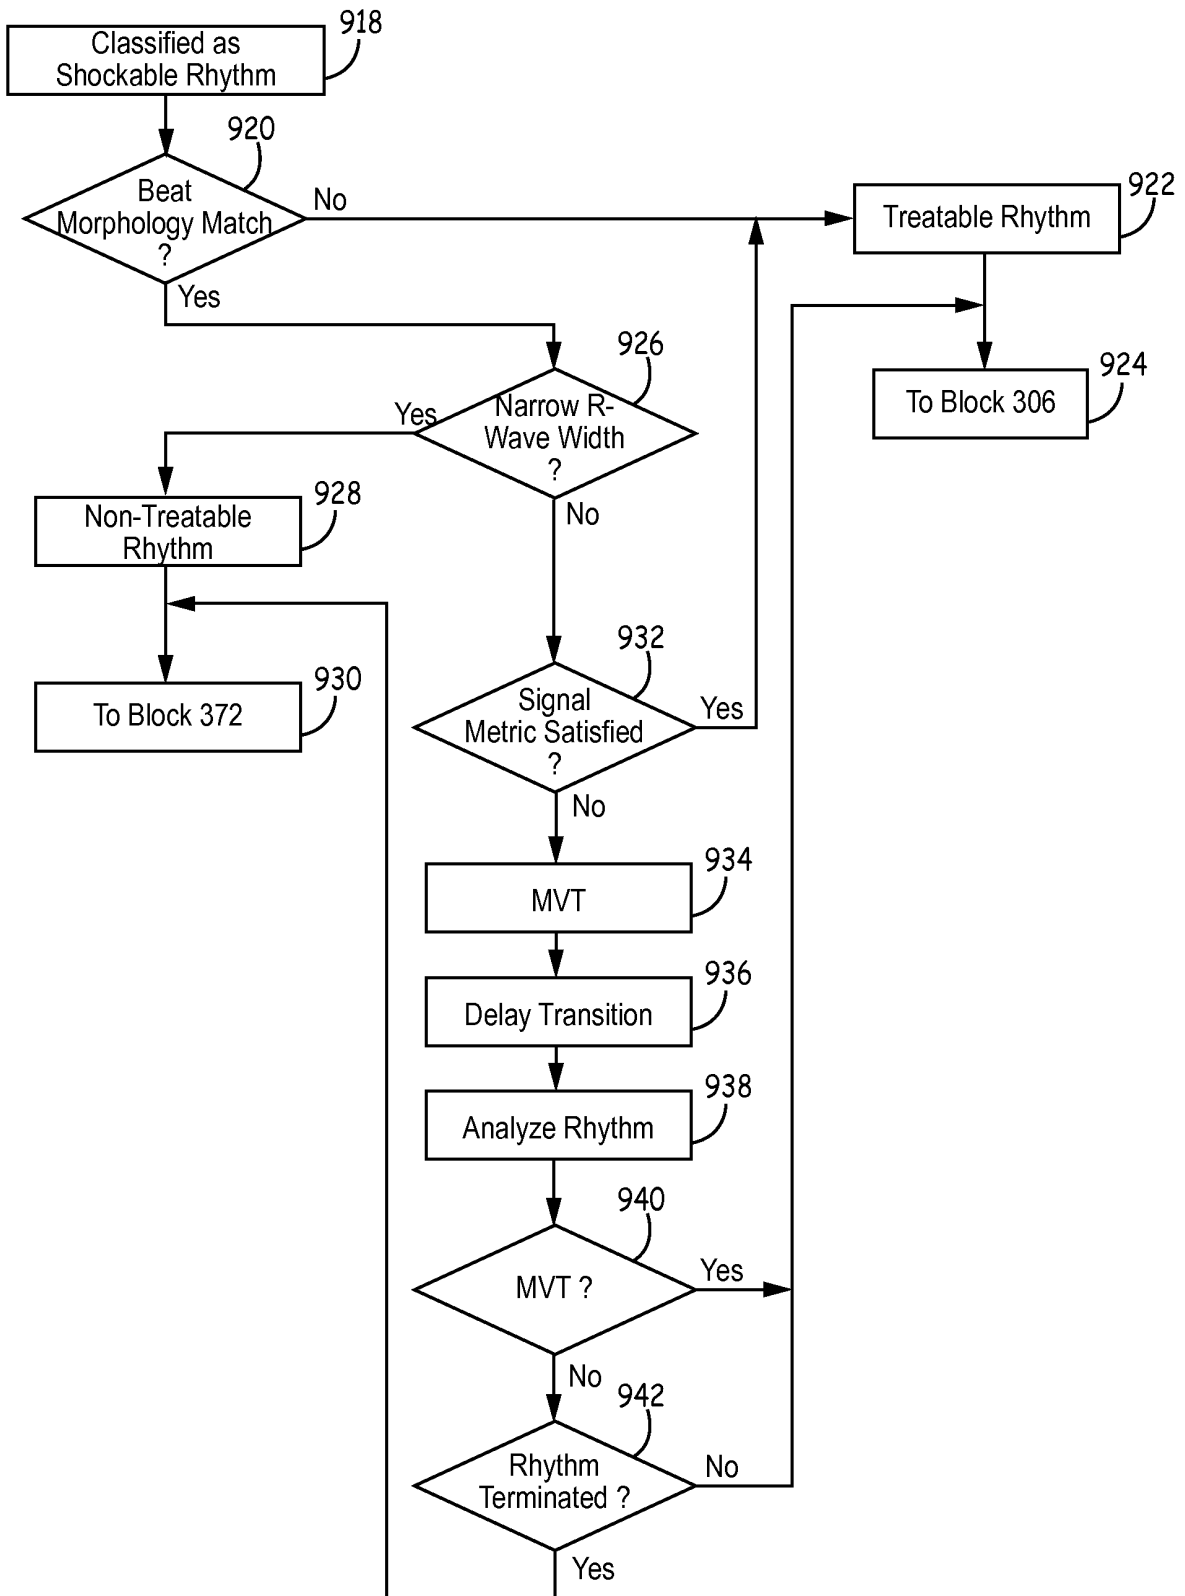 918
Classified as
Shockable Rhythm
920
Beat
Morphology Match
?
No
Yes
922
Treatable Rhythm
924
To Block 306
926
Narrow R-
Wave Width
?
Yes
No
928
Non-Treatable
Rhythm
930
To Block 372
932
Signal
Metric Satisfied
?
Yes
No
934
MVT
936
Delay Transition
938
Analyze Rhythm
940
MVT ?
Yes
No
942
Rhythm
Terminated ?
No
Yes